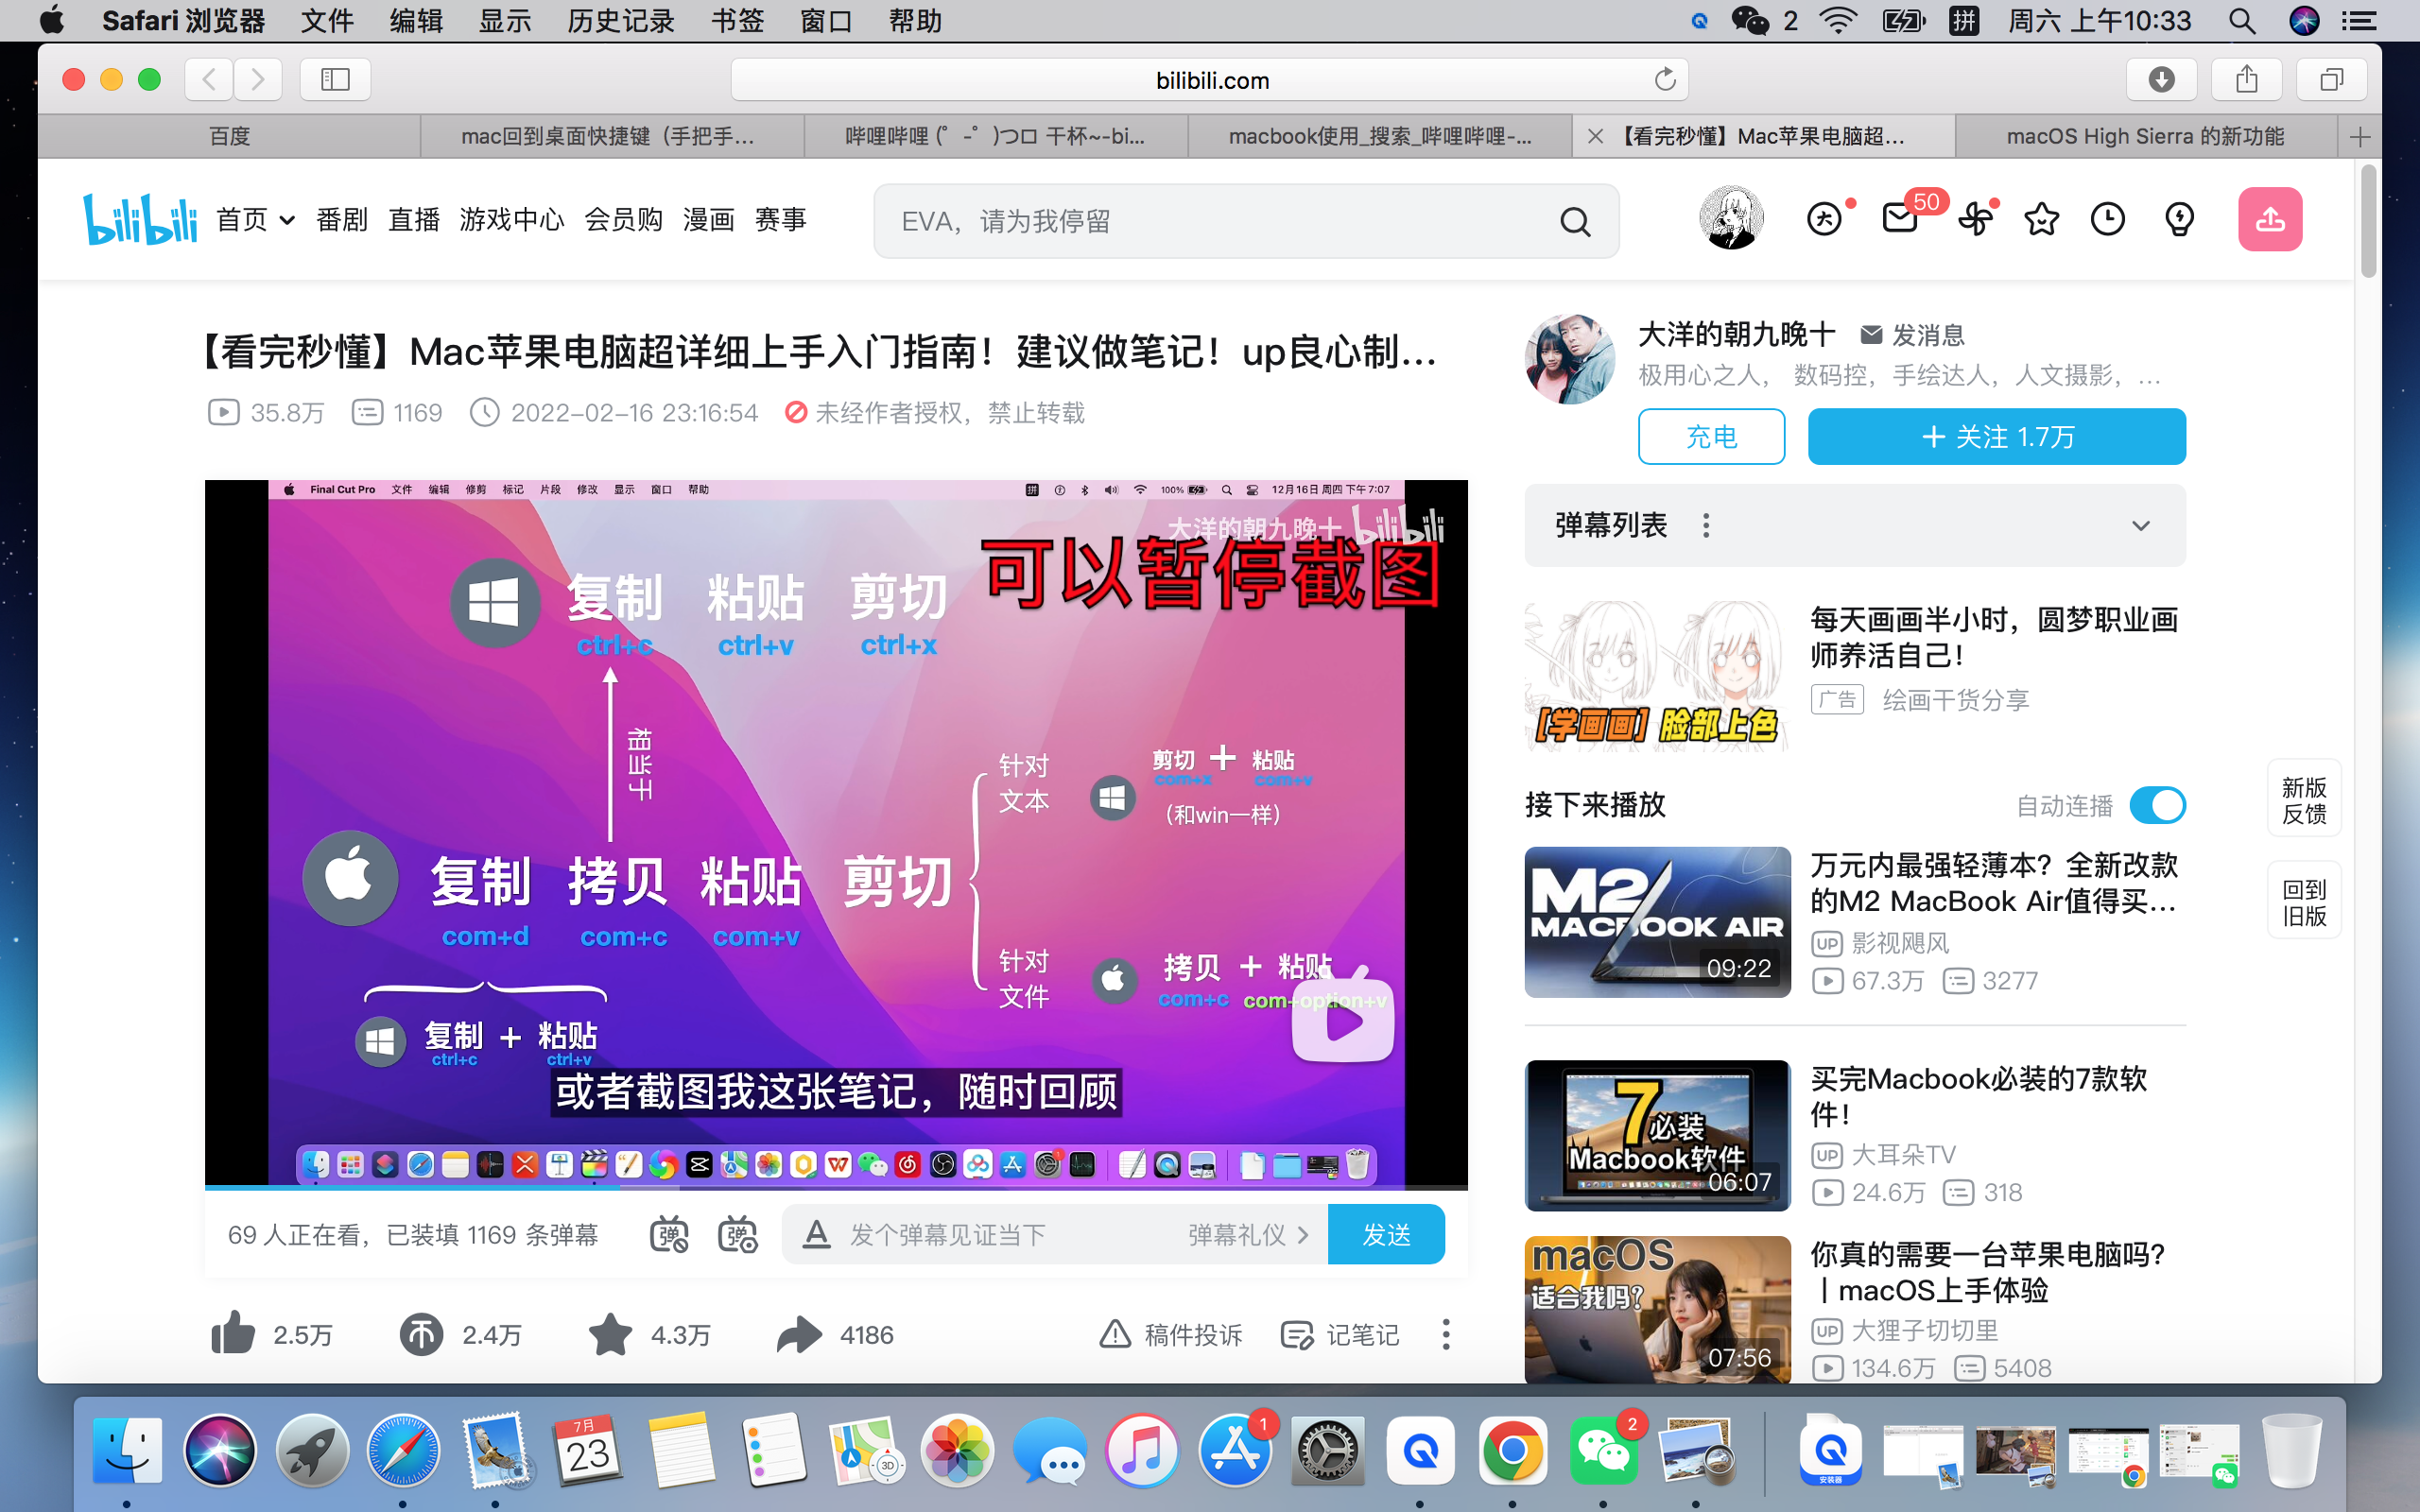 Safari 浏览器 文件 编辑 显示 历史记录 书签 窗口 帮助 2 拼 周六 上午10:33
bilibili.com
百度
mac回到桌面快捷键（手把手...
哔哩哔哩 (゜-゜)つロ 干杯~-bi...
macbook使用_搜索_哔哩哔哩-...
【看完秒懂】Mac苹果电脑超...
macOS High Sierra 的新功能
bilibili 首页 番剧 直播 游戏中心 会员购 漫画 赛事
EVA，请为我停留
50
【看完秒懂】Mac苹果电脑超详细上手入门指南！建议做笔记！up良心制...
35.8万 1169 2022-02-16 23:16:54 未经作者授权，禁止转载
Final Cut Pro 文件 编辑 修剪 标记 片段 修改 显示 窗口 帮助 拼 100% 12月16日 周四 下午7:07
大洋的朝九晚十 bilibili
可以暂停截图
复制 粘贴 剪切
ctrl+c ctrl+v ctrl+x
相当于
针对
文本
剪切 + 粘贴
com+x com+v
（和win一样）
复制 拷贝 粘贴 剪切
com+d com+c com+v
针对
文件
拷贝 + 粘贴
com+c com+option+v
复制 + 粘贴
ctrl+c ctrl+v
或者截图我这张笔记，随时回顾
69 人正在看，已装填 1169 条弹幕
弹 弹
发个弹幕见证当下
弹幕礼仪
发送
2.5万 2.4万 4.3万 4186 稿件投诉 记笔记
大洋的朝九晚十 发消息
极用心之人， 数码控，手绘达人，人文摄影，...
充电
+ 关注 1.7万
弹幕列表
[学画画] 脸部上色
每天画画半小时，圆梦职业画
师养活自己！
广告 绘画干货分享
接下来播放 自动连播
M2
MACBOOK AIR
09:22
万元内最强轻薄本？全新改款
的M2 MacBook Air值得买...
UP 影视飓风
67.3万 3277
7
必装
Macbook软件
06:07
买完Macbook必装的7款软
件！
UP 大耳朵TV
24.6万 318
macOS
适合我吗?
07:56
你真的需要一台苹果电脑吗？
丨macOS上手体验
UP 大狸子切切里
134.6万 5408
新版
反馈
回到
旧版
7月
23
3D
1
2
安装器